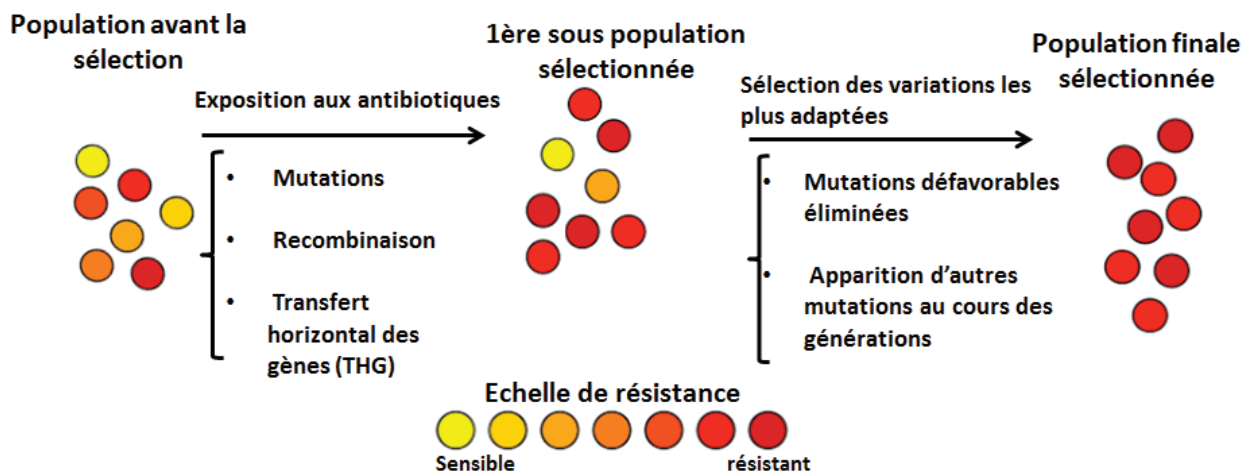 Population avant la
sélection
Exposition aux antibiotiques
• Mutations
• Recombinaison
• Transfert
horizontal des
gènes (THG)
1ère sous population
sélectionnée
Sélection des variations les
plus adaptées
• Mutations défavorables
éliminées
• Apparition d'autres
mutations au cours des
générations
Population finale
sélectionnée
Echelle de résistance
Sensible
résistant